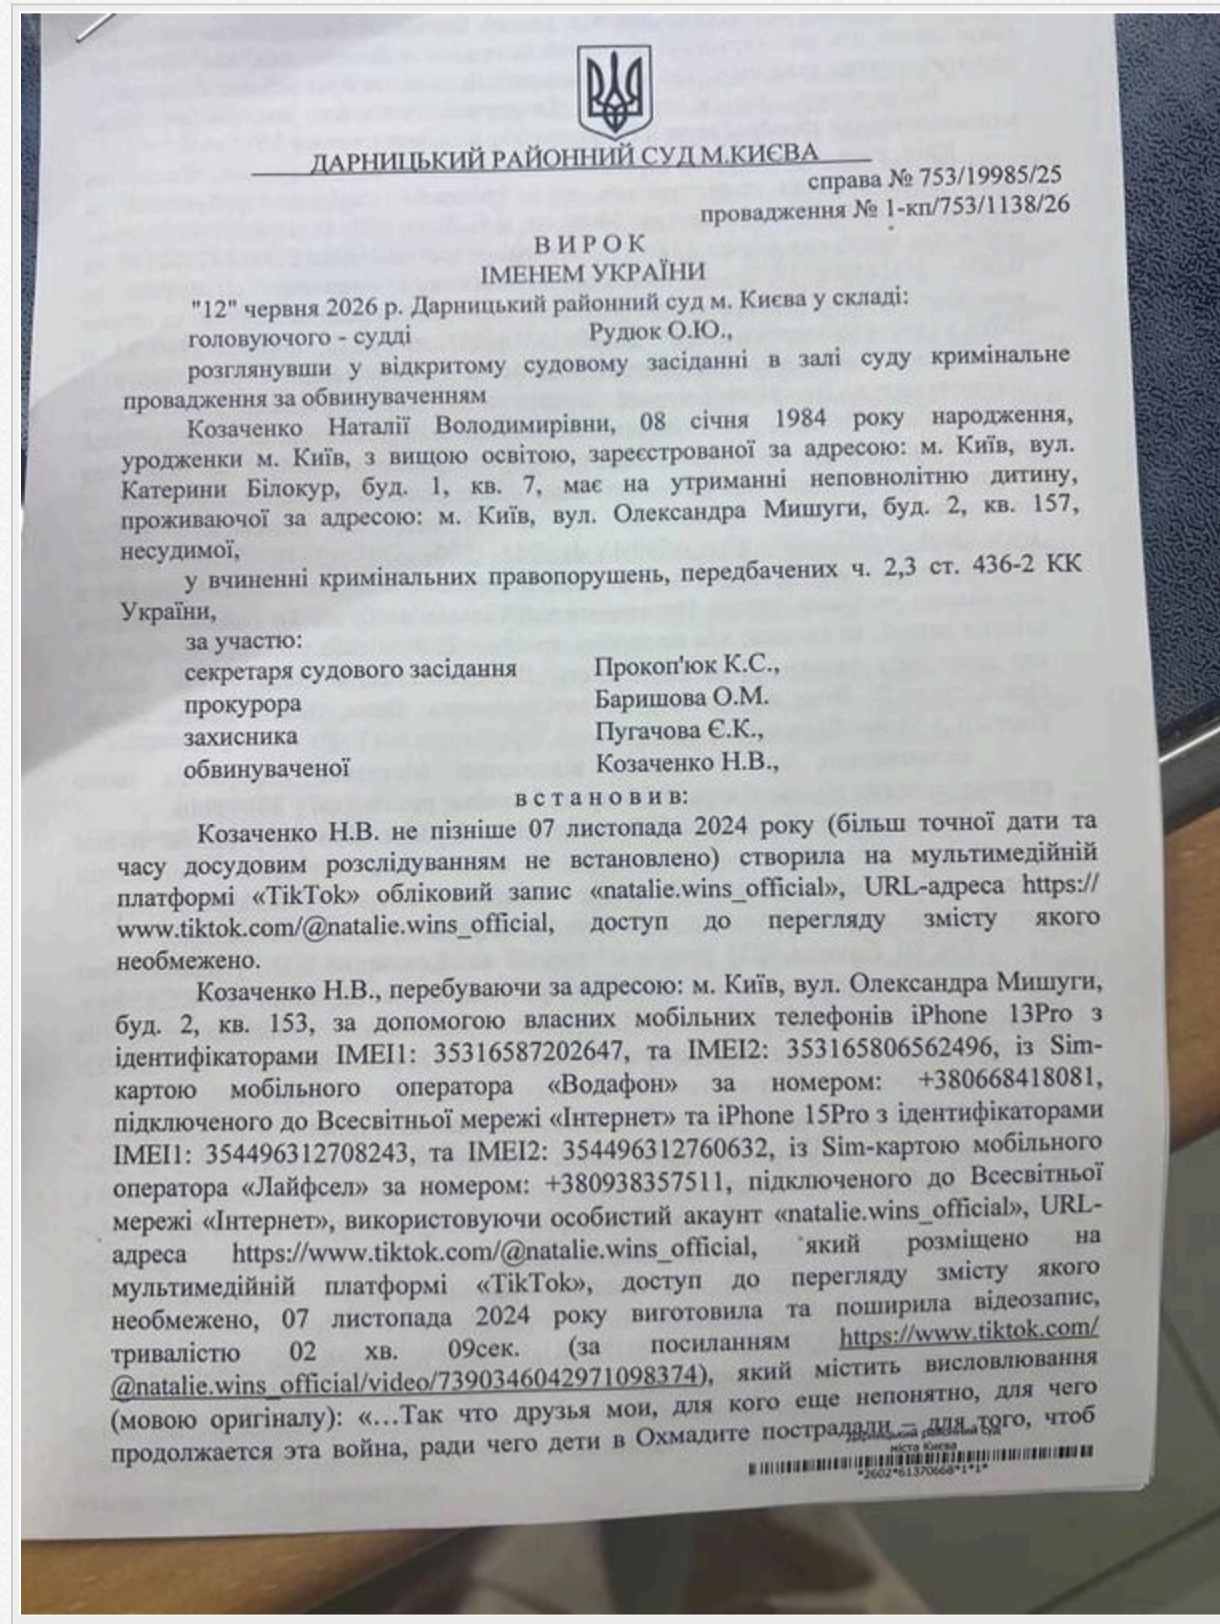 ДАРНИЦЬКИЙ РАЙОННИЙ СУД М.КИЄВА
справа № 753/19985/25
провадження № 1-кп/753/1138/26
В И Р О К
ІМЕНЕМ УКРАЇНИ
"12" червня 2026 р. Дарницький районний суд м. Києва у складі:
головуючого - судді Рудюк О.Ю.,
розглянувши у відкритому судовому засіданні в залі суду кримінальне
провадження за обвинуваченням
Козаченко Наталії Володимирівни, 08 січня 1984 року народження,
уродженки м. Київ, з вищою освітою, зареєстрованої за адресою: м. Київ, вул.
Катерини Білокур, буд. 1, кв. 7, має на утриманні неповнолітню дитину,
проживаючої за адресою: м. Київ, вул. Олександра Мишуги, буд. 2, кв. 157,
несудимої,
у вчиненні кримінальних правопорушень, передбачених ч. 2,3 ст. 436-2 КК
України,
за участю:
секретаря судового засідання Прокоп'юк К.С.,
прокурора Баришова О.М.
захисника Пугачова Є.К.,
обвинуваченої Козаченко Н.В.,
в с т а н о в и в:
Козаченко Н.В. не пізніше 07 листопада 2024 року (більш точної дати та
часу досудовим розслідуванням не встановлено) створила на мультимедійній
платформі «TikTok» обліковий запис «natalie.wins_official», URL-адреса https://
www.tiktok.com/@natalie.wins_official, доступ до перегляду змісту якого
необмежено.
Козаченко Н.В., перебуваючи за адресою: м. Київ, вул. Олександра Мишуги,
буд. 2, кв. 153, за допомогою власних мобільних телефонів iPhone 13Pro з
ідентифікаторами IMEI1: 35316587202647, та IMEI2: 353165806562496, із Sim-
картою мобільного оператора «Водафон» за номером: +380668418081,
підключеного до Всесвітньої мережі «Інтернет» та iPhone 15Pro з ідентифікаторами
IMEI1: 354496312708243, та IMEI2: 354496312760632, із Sim-картою мобільного
оператора «Лайфсел» за номером: +380938357511, підключеного до Всесвітньої
мережі «Інтернет», використовуючи особистий акаунт «natalie.wins_official», URL-
адреса https://www.tiktok.com/@natalie.wins_official, який розміщено на
мультимедійній платформі «TikTok», доступ до перегляду змісту якого
необмежено, 07 листопада 2024 року виготовила та поширила відеозапис,
тривалістю 02 хв. 09сек. (за посиланням https://www.tiktok.com/
@natalie.wins_official/video/7390346042971098374), який містить висловлювання
(мовою оригіналу): «…Так что друзья мои, для кого еще непонятно, для чего
продолжается эта война, ради чего дети в Охмадите пострадали – для того, чтоб
Дарницький районний суд
міста Києва
*2602*61370668*1*1*